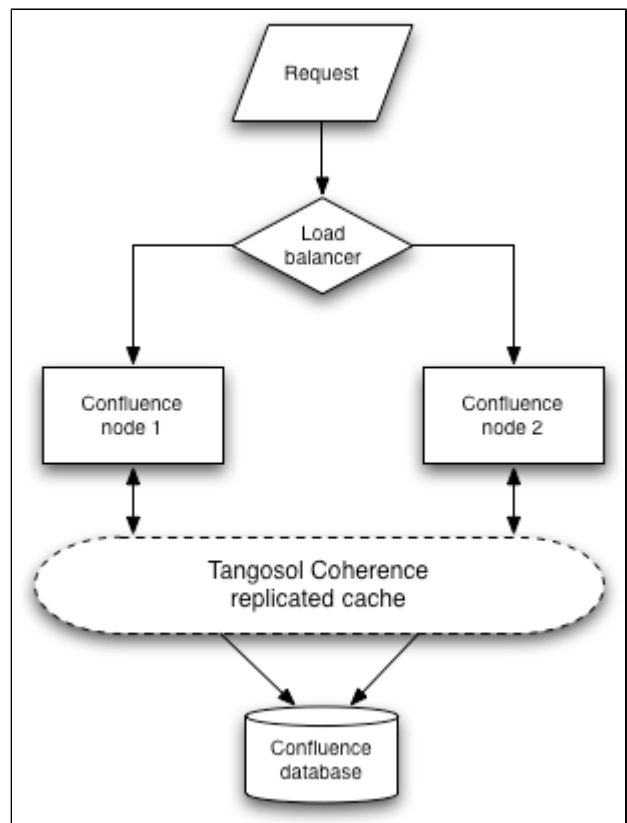 Request
Load
balancer
Confluence
node 1
Confluence
node 2
Tangosol Coherence
replicated cache
Confluence
database